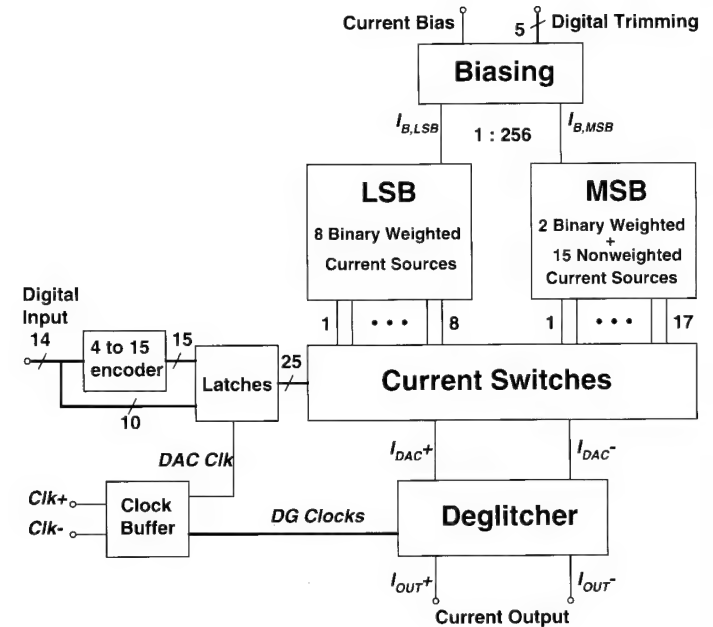 Current Bias
5
Digital Trimming
Biasing
I_B,LSB
1 : 256
I_B,MSB
LSB
8 Binary Weighted
Current Sources
MSB
2 Binary Weighted
+
15 Nonweighted
Current Sources
1
• • •
8
1
• • •
17
Digital
Input
14
4 to 15
encoder
15
Latches
25
10
Current Switches
DAC Clk
I_DAC+
I_DAC-
Clk+
Clk-
Clock
Buffer
DG Clocks
Deglitcher
I_OUT+
I_OUT-
Current Output